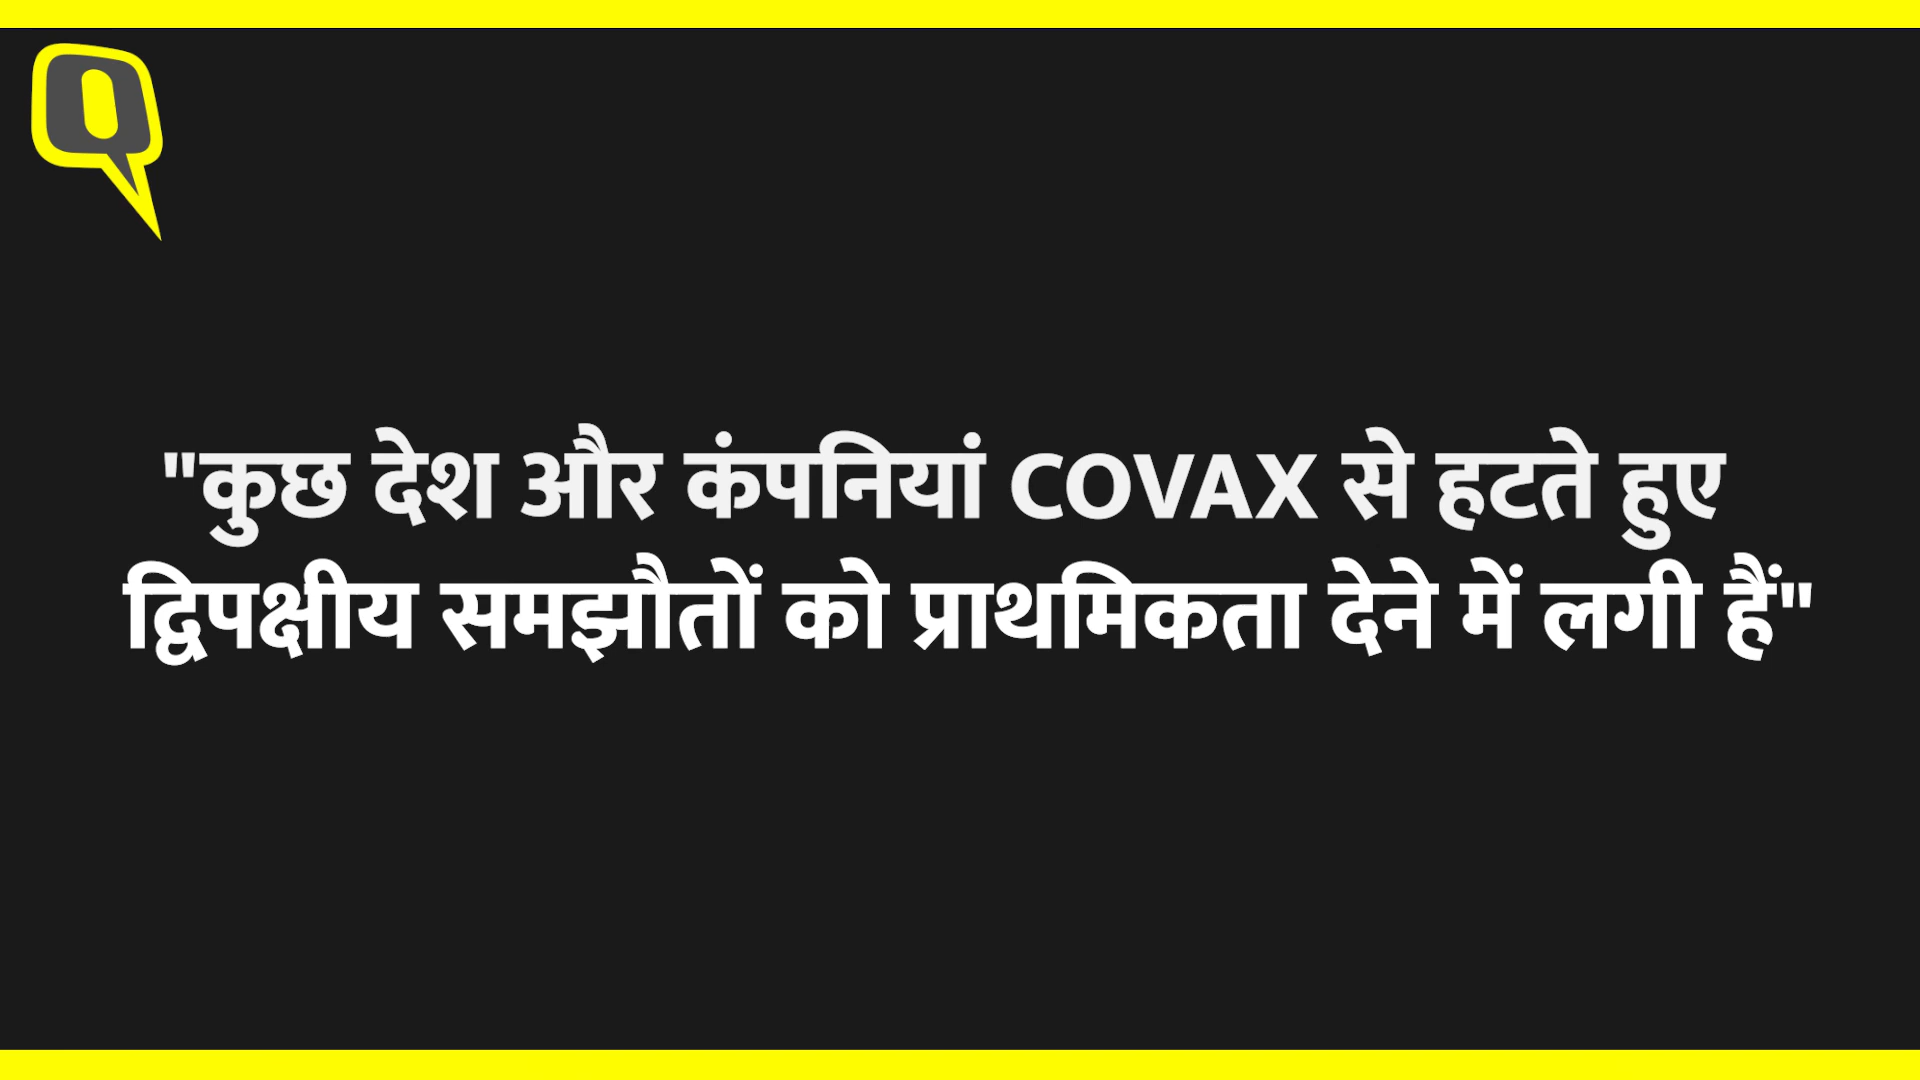 "कुछ देश और कंपनियां COVAX से हटते हुए
द्विपक्षीय समझौतों को प्राथमिकता देने में लगी हैं"